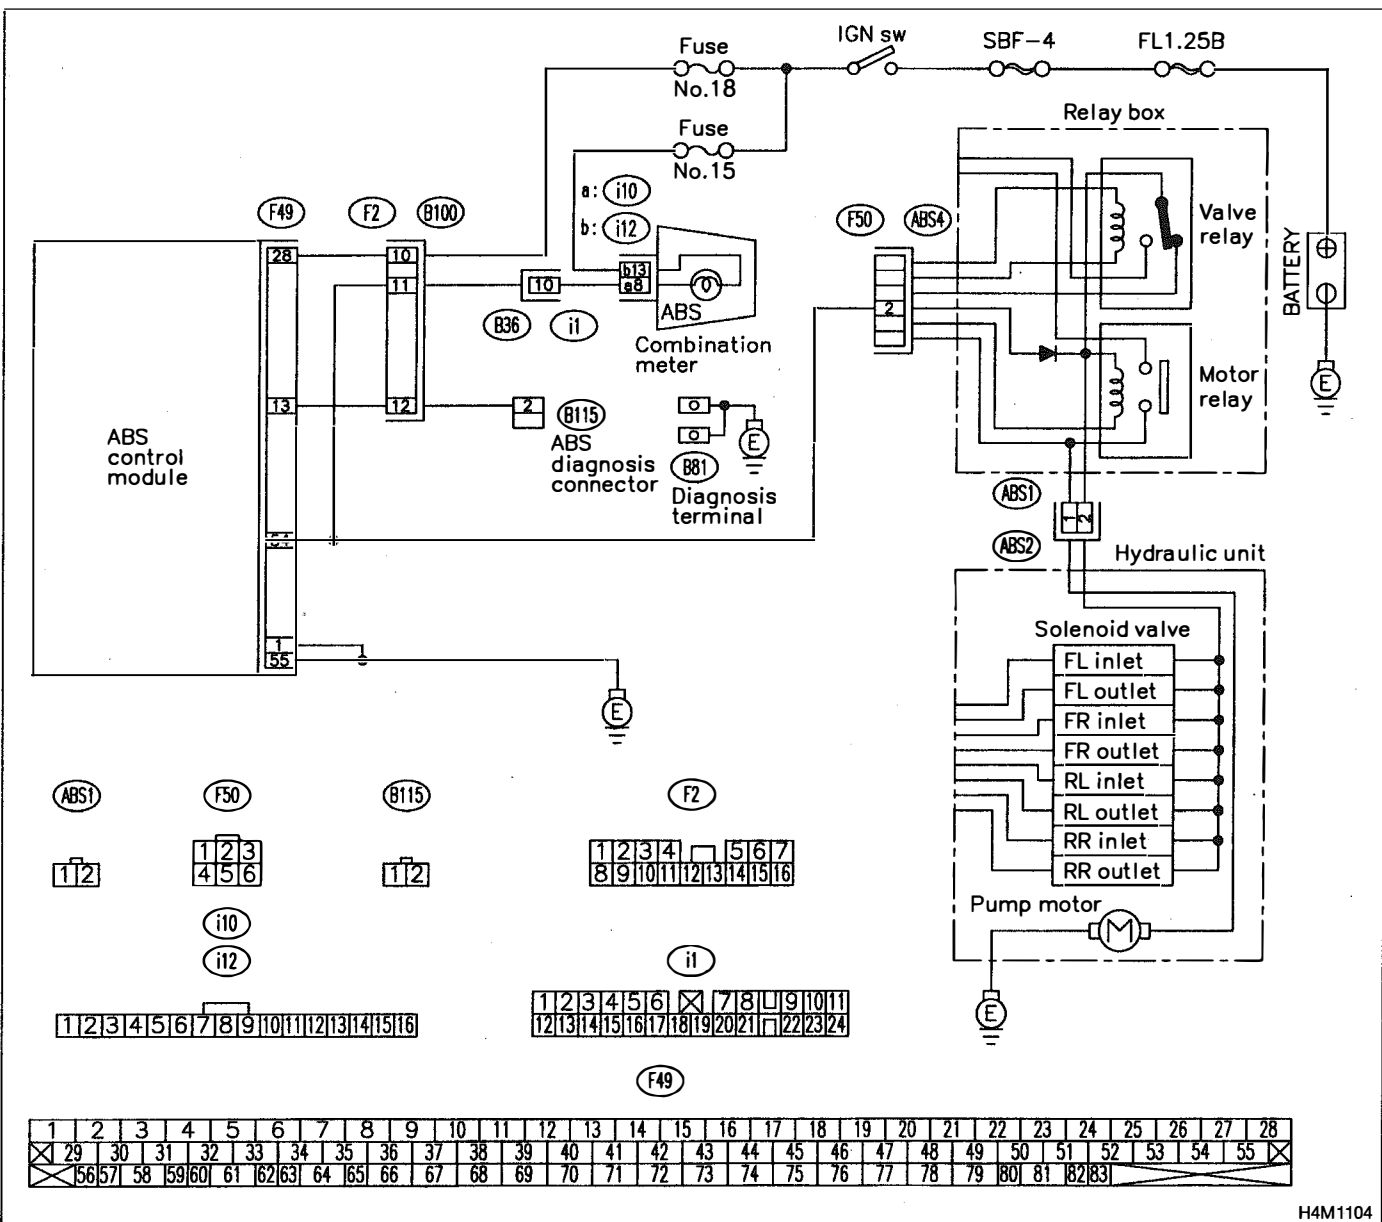 IGN sw
SBF-4
FL1.25B
Fuse
No.18
Fuse
No.15
Relay box
a: i10
b: i12
F49
F2
B100
F50
ABS4
Valve
relay
BATTERY
28
10
11
10
b13
a8
ABS
B36
i1
Combination
meter
2
Motor
relay
E
13
12
2
B115
ABS
diagnosis
connector
E
B81
Diagnosis
terminal
ABS
control
module
ABS1
1
2
ABS2
Hydraulic unit
1
55
E
Solenoid valve
FL inlet
FL outlet
FR inlet
FR outlet
RL inlet
RL outlet
RR inlet
RR outlet
Pump motor
M
E
ABS1
F50
B115
F2
1 2
1 2 3
4 5 6
1 2
1 2 3 4 5 6 7
8 9 10 11 12 13 14 15 16
i10
i12
i1
1 2 3 4 5 6 7 8 9 10 11 12 13 14 15 16
1 2 3 4 5 6 7 8 9 10 11
12 13 14 15 16 17 18 19 20 21 22 23 24
F49
1 2 3 4 5 6 7 8 9 10 11 12 13 14 15 16 17 18 19 20 21 22 23 24 25 26 27 28
29 30 31 32 33 34 35 36 37 38 39 40 41 42 43 44 45 46 47 48 49 50 51 52 53 54 55
56 57 58 59 60 61 62 63 64 65 66 67 68 69 70 71 72 73 74 75 76 77 78 79 80 81 82 83
H4M1104